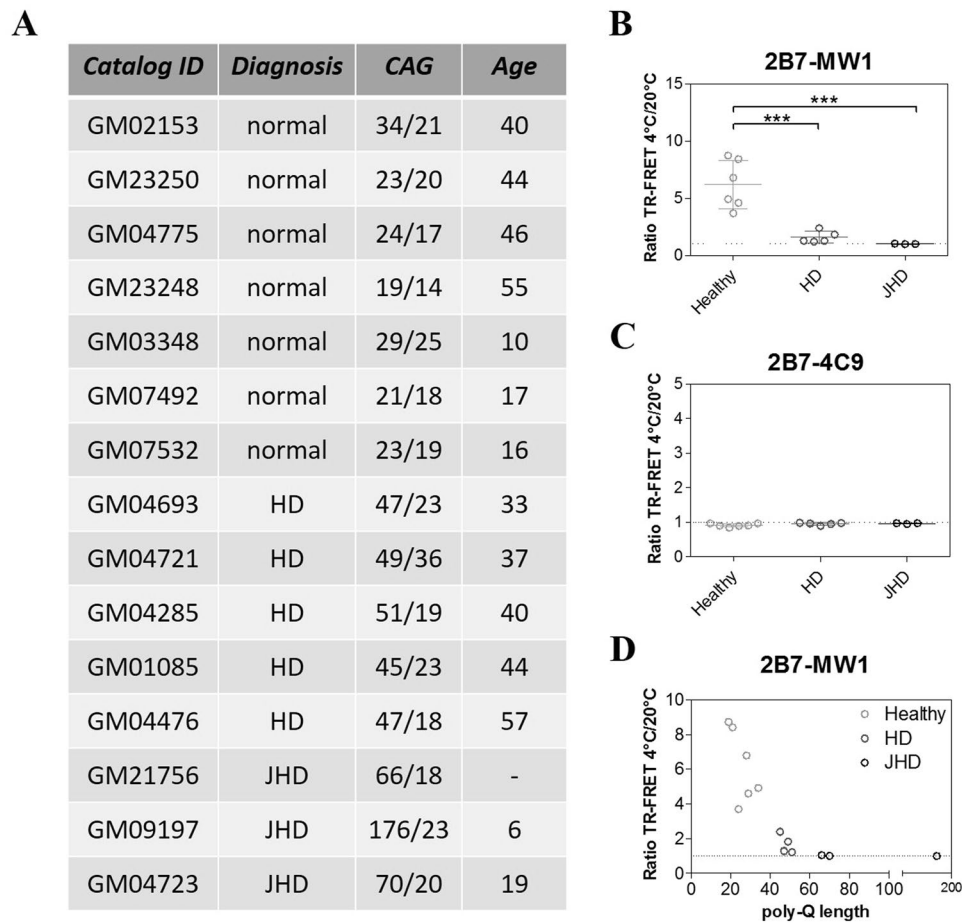 A
Catalog ID Diagnosis CAG Age
GM02153 normal 34/21 40
GM23250 normal 23/20 44
GM04775 normal 24/17 46
GM23248 normal 19/14 55
GM03348 normal 29/25 10
GM07492 normal 21/18 17
GM07532 normal 23/19 16
GM04693 HD 47/23 33
GM04721 HD 49/36 37
GM04285 HD 51/19 40
GM01085 HD 45/23 44
GM04476 HD 47/18 57
GM21756 JHD 66/18 -
GM09197 JHD 176/23 6
GM04723 JHD 70/20 19
B
2B7-MW1
Ratio TR-FRET 4°C/20°C
15
10
5
0
***
***
Healthy HD JHD
C
2B7-4C9
Ratio TR-FRET 4°C/20°C
5
4
3
2
1
0
Healthy HD JHD
D
2B7-MW1
Ratio TR-FRET 4°C/20°C
10
8
6
4
2
0
Healthy
HD
JHD
0 20 40 60 80 100 200
poly-Q length